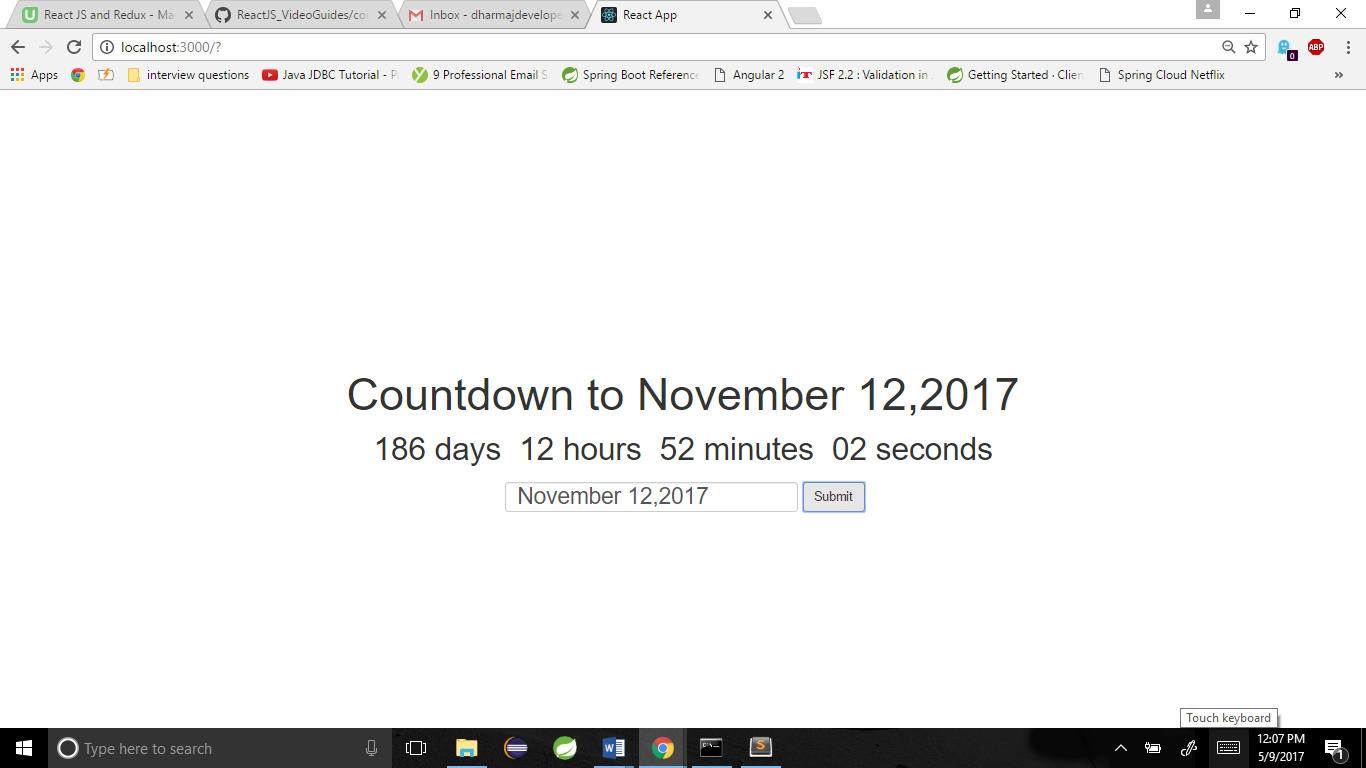 React JS and Redux - Ma
ReactJS_VideoGuides/co
Inbox - dharmajdevelope
React App
localhost:3000/?
ABP
0
Apps
interview questions
Java JDBC Tutorial - P
9 Professional Email S
Spring Boot Reference
Angular 2
JSF 2.2 : Validation in
Getting Started · Clien
Spring Cloud Netflix
Countdown to November 12,2017
186 days 12 hours 52 minutes 02 seconds
November 12,2017
Submit
Touch keyboard
Type here to search
12:07 PM
5/9/2017
1